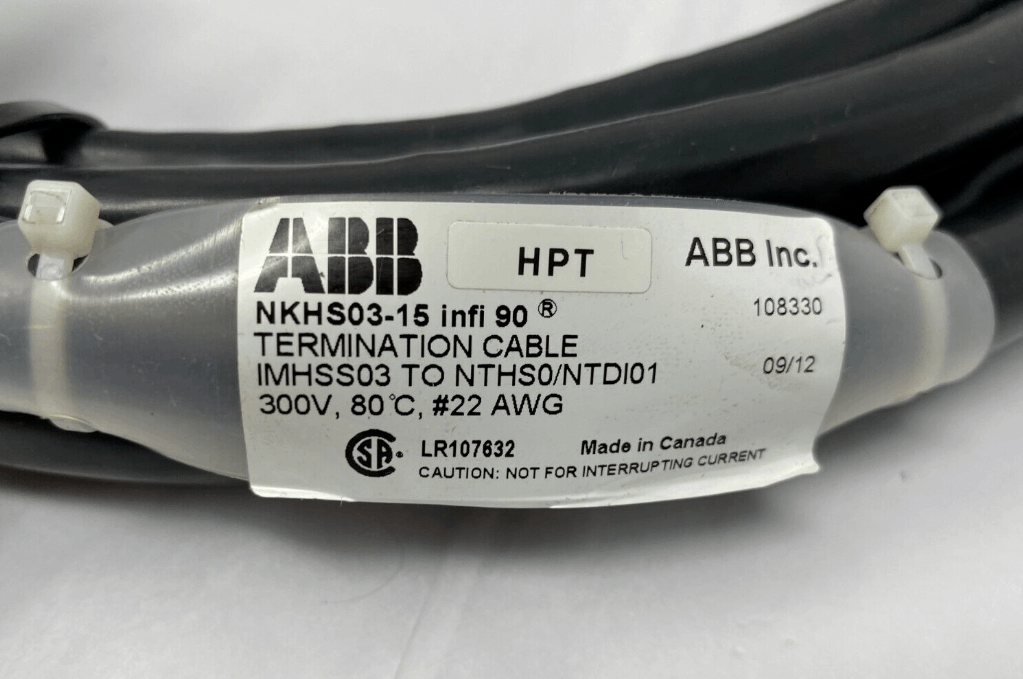 ABB
HPT
ABB Inc.
NKHS03-15 infi 90 ®
108330
TERMINATION CABLE
IMHSS03 TO NTHS0/NTDI01
09/12
300V, 80°C, #22 AWG
CSA® LR107632 Made in Canada
CAUTION: NOT FOR INTERRUPTING CURRENT